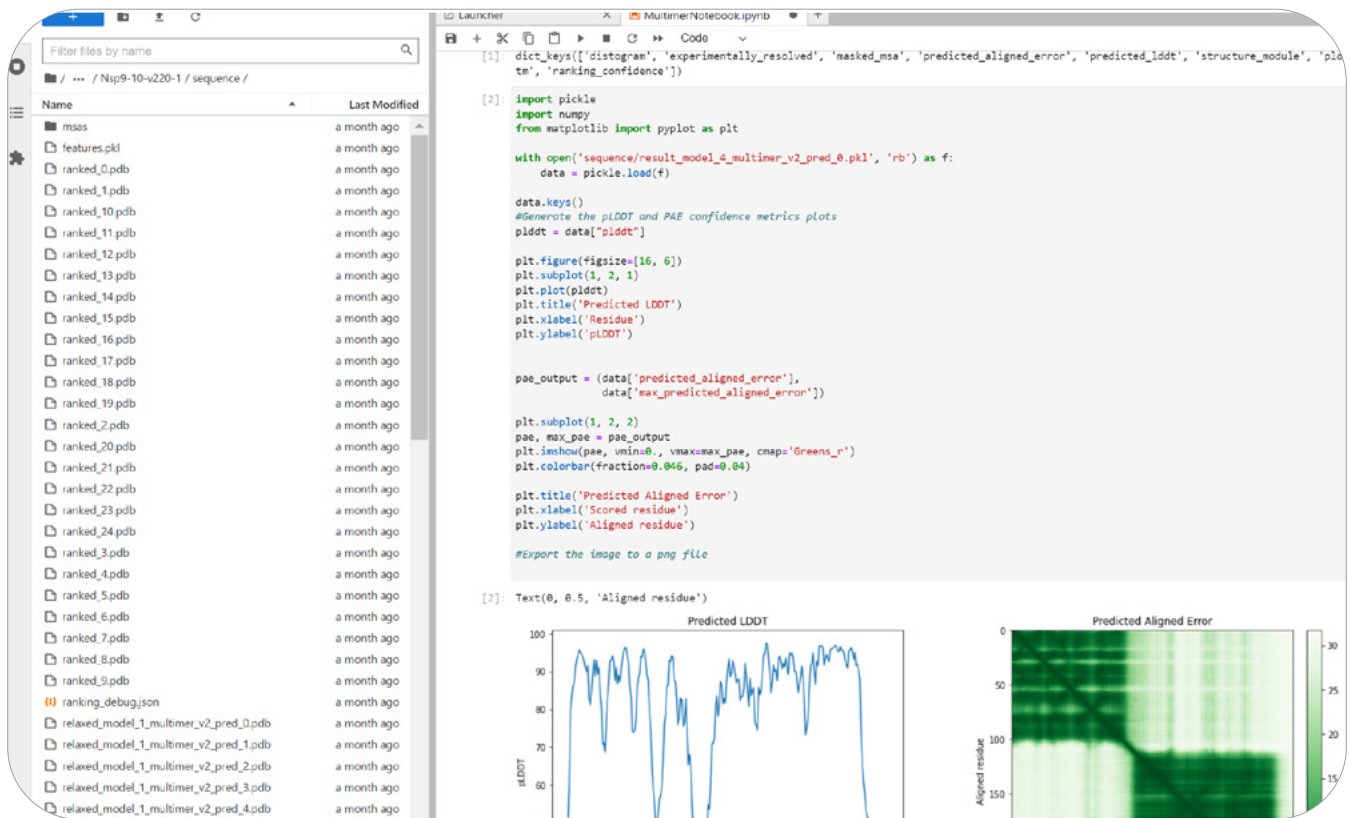 Launcher
MultimerNotebook.ipynb
Filter files by name
Code
/ ... / Nsp9-10-v220-1 / sequence /
Name Last Modified
msas a month ago
features.pkl a month ago
ranked_0.pdb a month ago
ranked_1.pdb a month ago
ranked_10.pdb a month ago
ranked_11.pdb a month ago
ranked_12.pdb a month ago
ranked_13.pdb a month ago
ranked_14.pdb a month ago
ranked_15.pdb a month ago
ranked_16.pdb a month ago
ranked_17.pdb a month ago
ranked_18.pdb a month ago
ranked_19.pdb a month ago
ranked_2.pdb a month ago
ranked_20.pdb a month ago
ranked_21.pdb a month ago
ranked_22.pdb a month ago
ranked_23.pdb a month ago
ranked_24.pdb a month ago
ranked_3.pdb a month ago
ranked_4.pdb a month ago
ranked_5.pdb a month ago
ranked_6.pdb a month ago
ranked_7.pdb a month ago
ranked_8.pdb a month ago
ranked_9.pdb a month ago
ranking_debug.json a month ago
relaxed_model_1_multimer_v2_pred_0.pdb a month ago
relaxed_model_1_multimer_v2_pred_1.pdb a month ago
relaxed_model_1_multimer_v2_pred_2.pdb a month ago
relaxed_model_1_multimer_v2_pred_3.pdb a month ago
relaxed_model_1_multimer_v2_pred_4.pdb a month ago
[1]: dict_keys(['distogram', 'experimentally_resolved', 'masked_msa', 'predicted_aligned_error', 'predicted_lddt', 'structure_module',
tm', 'ranking_confidence'])
[2]: import pickle
import numpy
from matplotlib import pyplot as plt
with open('sequence/result_model_4_multimer_v2_pred_0.pkl', 'rb') as f:
data = pickle.load(f)
data.keys()
#Generate the pLDDT and PAE confidence metrics plots
plddt = data["plddt"]
plt.figure(figsize=[16, 6])
plt.subplot(1, 2, 1)
plt.plot(plddt)
plt.title('Predicted LDDT')
plt.xlabel('Residue')
plt.ylabel('pLDDT')
pae_output = (data['predicted_aligned_error'],
data['max_predicted_aligned_error'])
plt.subplot(1, 2, 2)
pae, max_pae = pae_output
plt.imshow(pae, vmin=0., vmax=max_pae, cmap='Greens_r')
plt.colorbar(fraction=0.046, pad=0.04)
plt.title('Predicted Aligned Error')
plt.xlabel('Scored residue')
plt.ylabel('Aligned residue')
#Export the image to a png file
[2]: Text(0, 0.5, 'Aligned residue')
Predicted LDDT
100
90
80
70
60
pLDDT
Predicted Aligned Error
0
50
100
150
Aligned residue
30
25
20
15